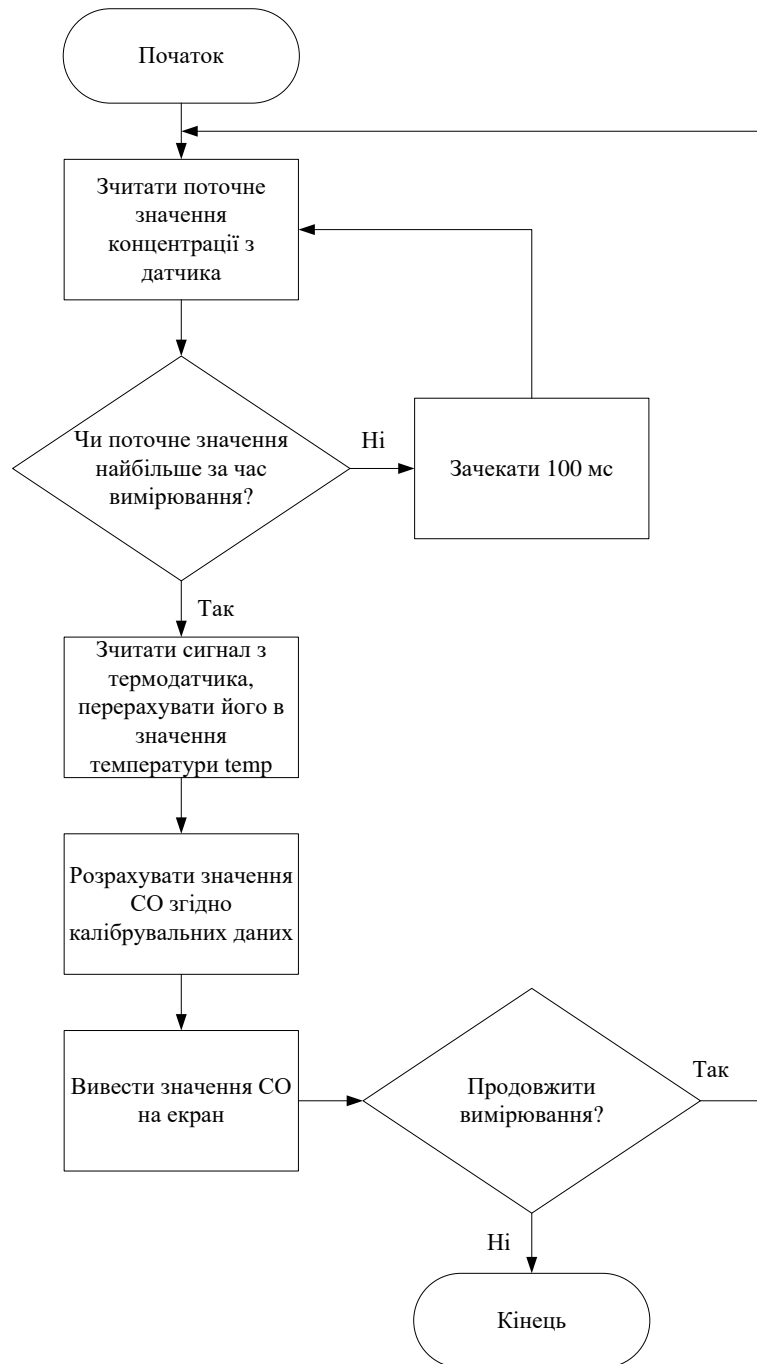 Початок
Зчитати поточне
значення
концентрації з
датчика
Чи поточне значення
найбільше за час
вимірювання?
Ні
Зачекати 100 мс
Так
Зчитати сигнал з
термодатчика,
перерахувати його в
значення
температури temp
Розрахувати значення
СО згідно
калібрувальних даних
Вивести значення СО
на екран
Продовжити
вимірювання?
Так
Ні
Кінець